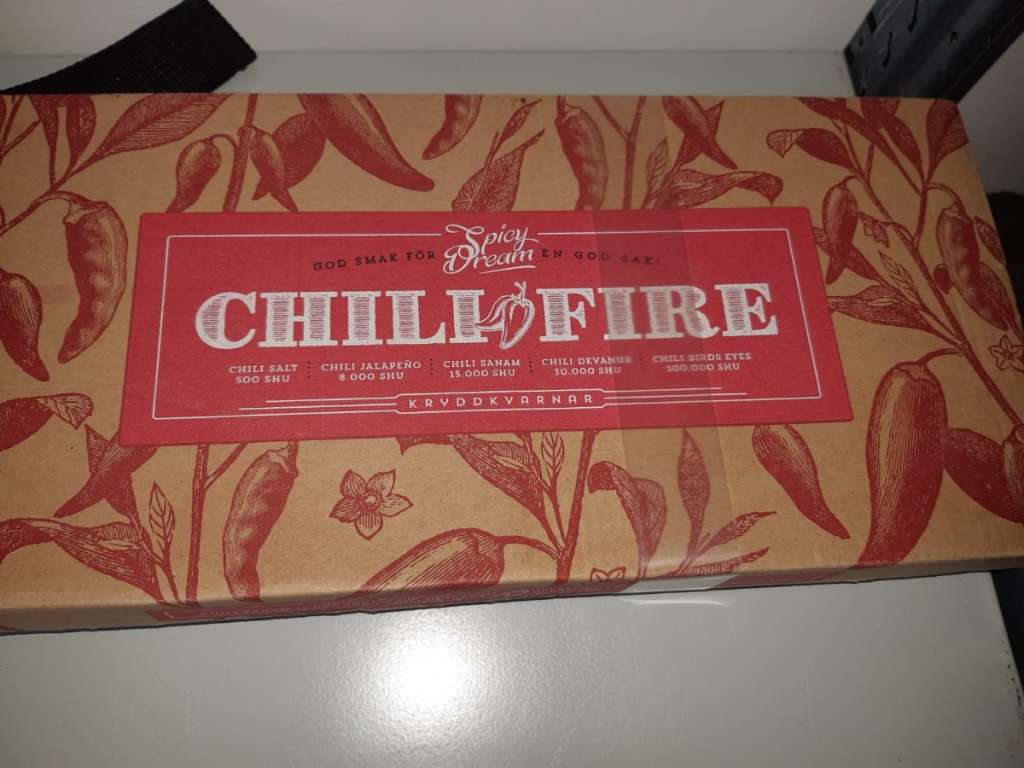 Spicy
GOD SMAK FÖR Dream EN GOD SAK!
CHILI FIRE
CHILI SALT
500 SHU
CHILI JALAPEÑO
8.000 SHU
CHILI SANAM
15.000 SHU
CHILI DEVANUR
30.000 SHU
CHILI BIRDS EYES
100.000 SHU
KRYDDKVARNAR